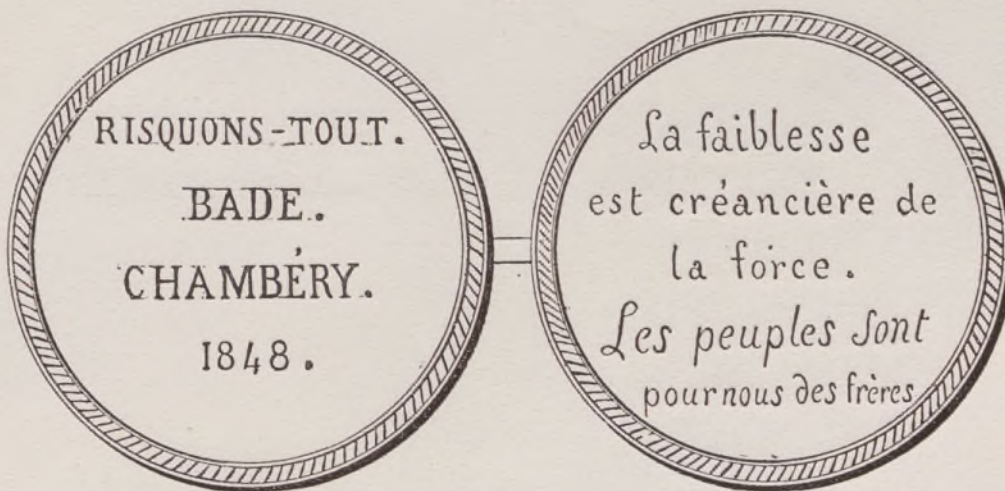 RISQUONS-TOUT.
BADE.
CHAMBÉRY.
1848.
La faiblesse
est créancière de
la force.
Les peuples sont
pour nous des frères